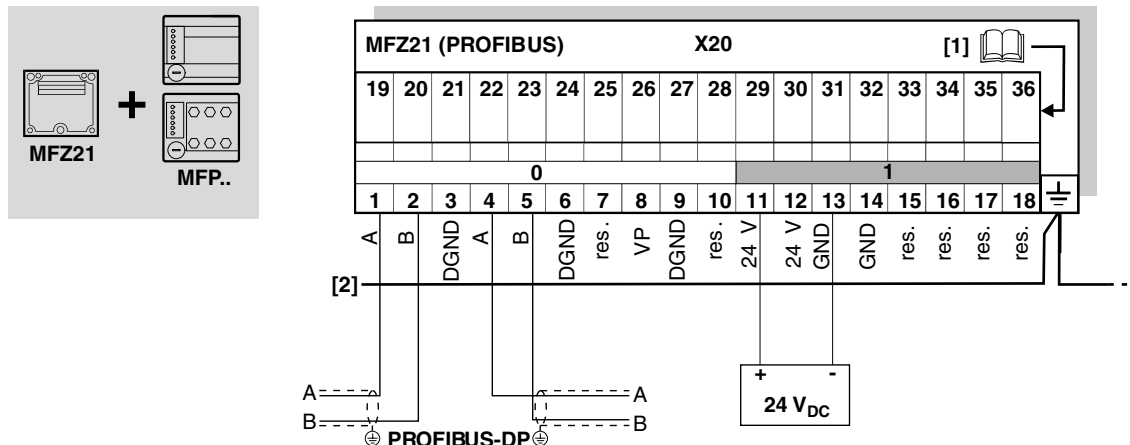 MFZ21
+
MFP..
MFZ21 (PROFIBUS) X20 [1]
19 20 21 22 23 24 25 26 27 28 29 30 31 32 33 34 35 36
0 1
1 2 3 4 5 6 7 8 9 10 11 12 13 14 15 16 17 18
A B DGND A B DGND res. VP DGND res. 24 V 24 V GND GND res. res. res. res.
[2]
+ -
24 VDC
A A
B B
PROFIBUS-DP